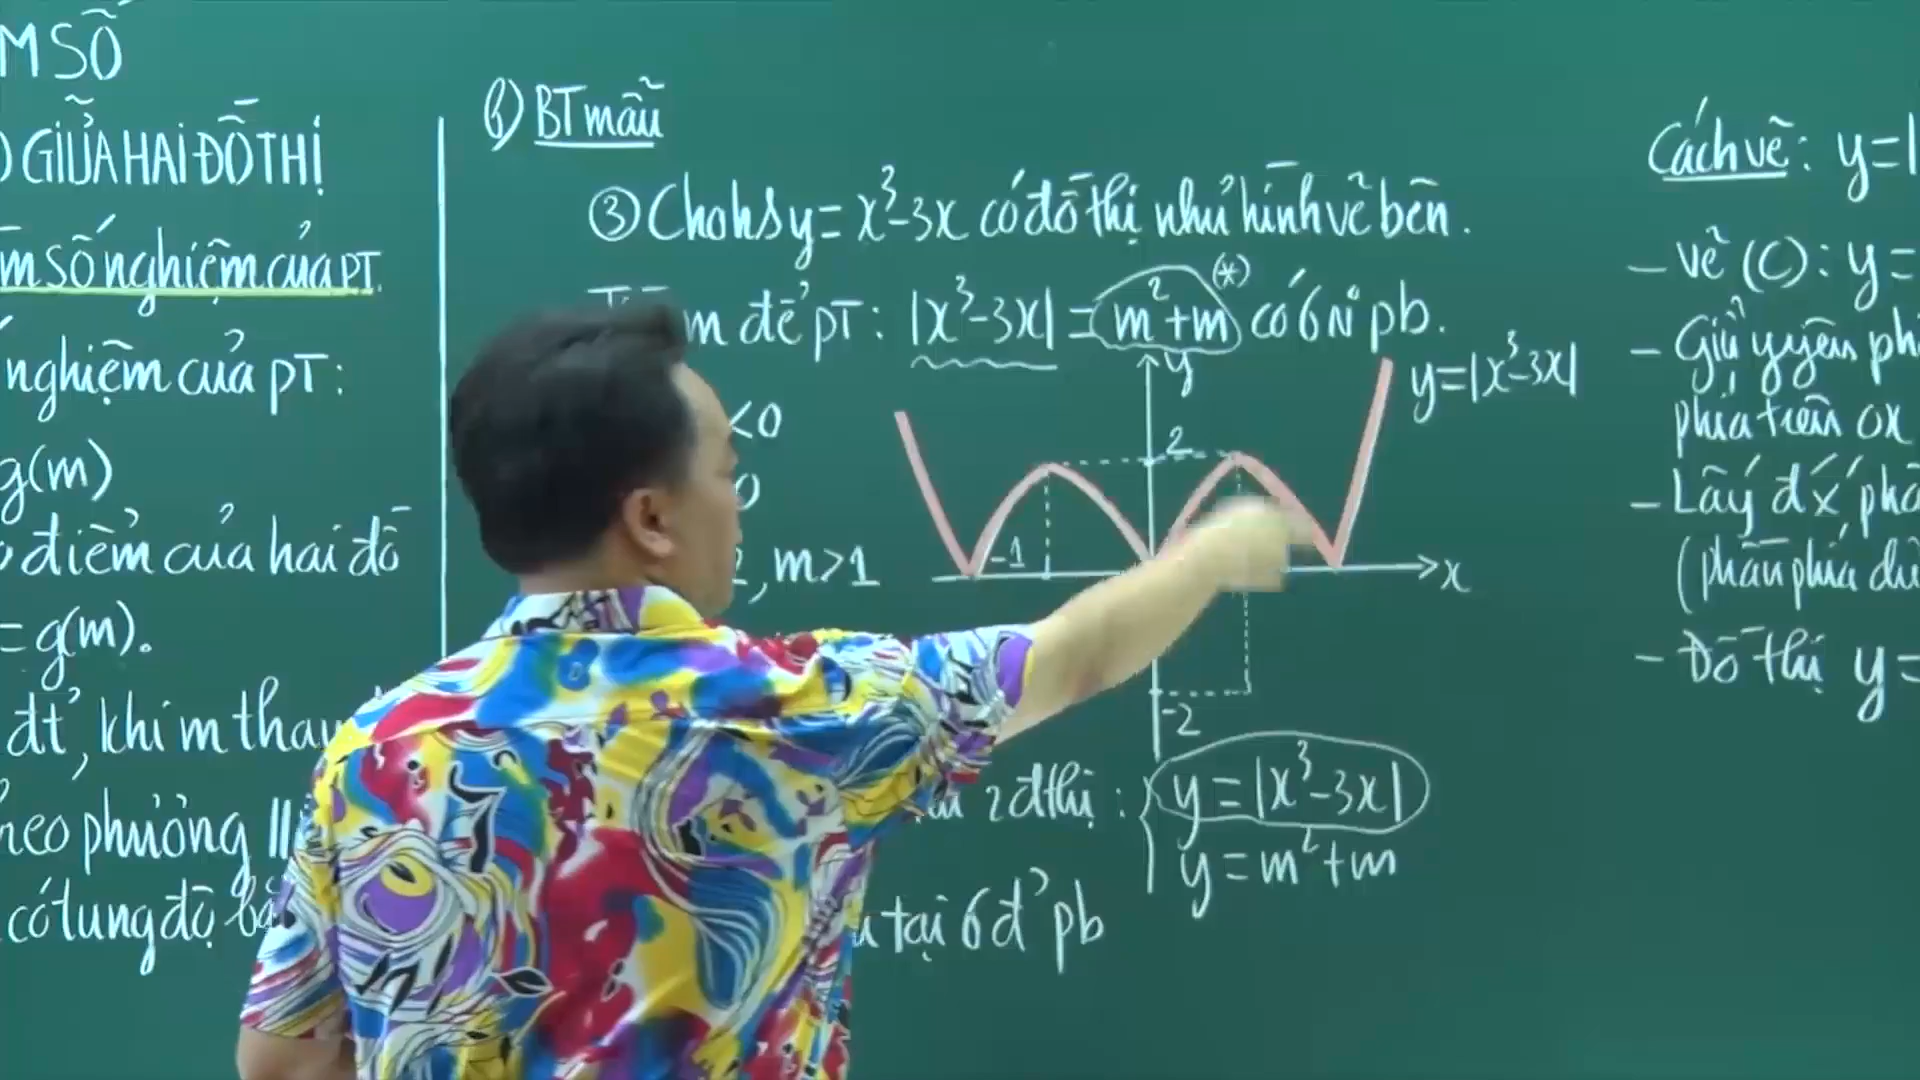 M SỐ
GIỮA HAI ĐỒ THỊ
m số nghiệm của PT.
nghiệm của PT:
g(m)
điểm của hai đồ
= g(m).
đt, khi m thay
heo phương //
có tung độ bằ
b) BT mẫu
③ Cho hs y = x³-3x có đồ thị như hình vẽ bên.
m để PT: |x³-3x| = m²+m (*) có 6 N⁰ pb.
<0
0
2, m>1
y
y=|x³-3x|
2
-1
x
-2
2 đthị : { y = |x³-3x|
y = m²+m
tại 6 đ' pb
Cách vẽ: y=|
- Vẽ (C): y=
- Giữ nguyên ph
phía trên Ox
- Lấy đx phầ
(phần phía dư
- Đồ thị y=